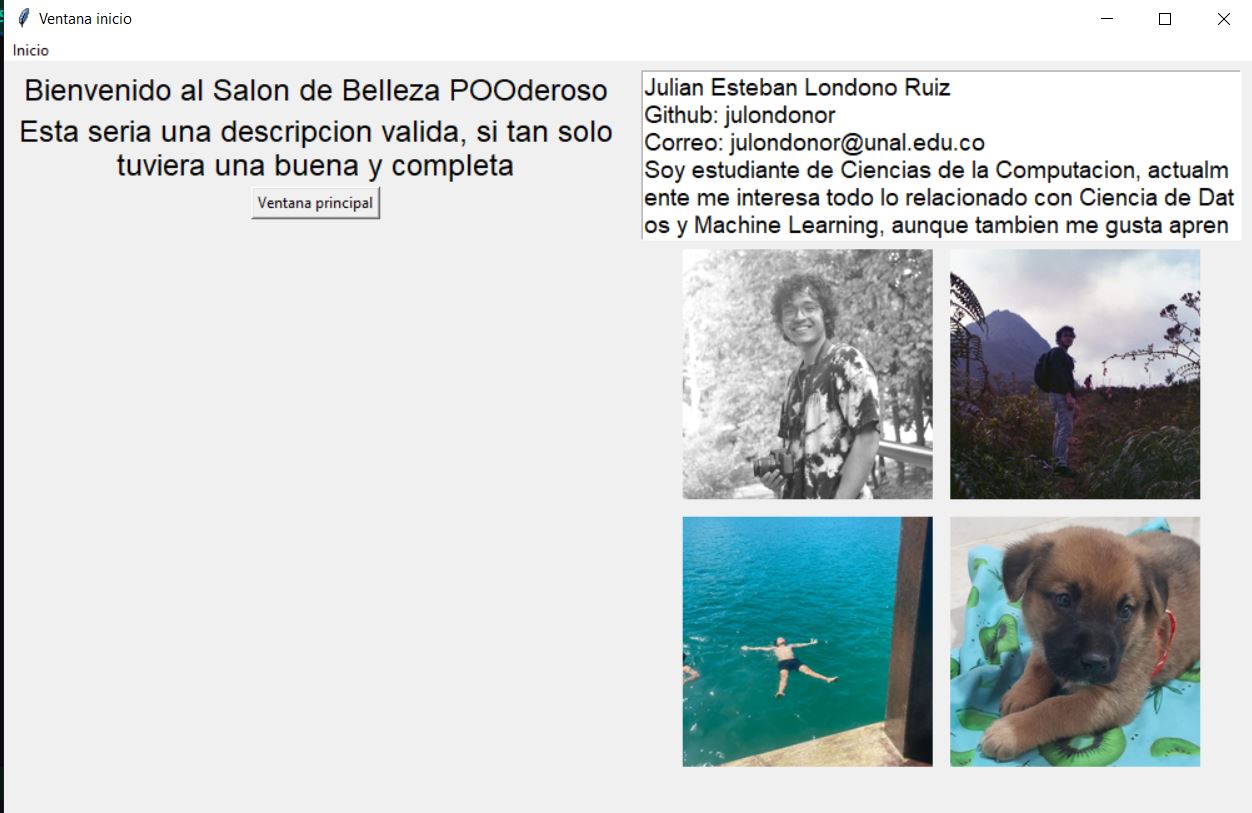 Ventana inicio
Inicio
Bienvenido al Salon de Belleza POOderoso
Esta seria una descripcion valida, si tan solo
tuviera una buena y completa
Ventana principal
Julian Esteban Londono Ruiz
Github: julondonor
Correo: julondonor@unal.edu.co
Soy estudiante de Ciencias de la Computacion, actualm
ente me interesa todo lo relacionado con Ciencia de Dat
os y Machine Learning, aunque tambien me gusta apren